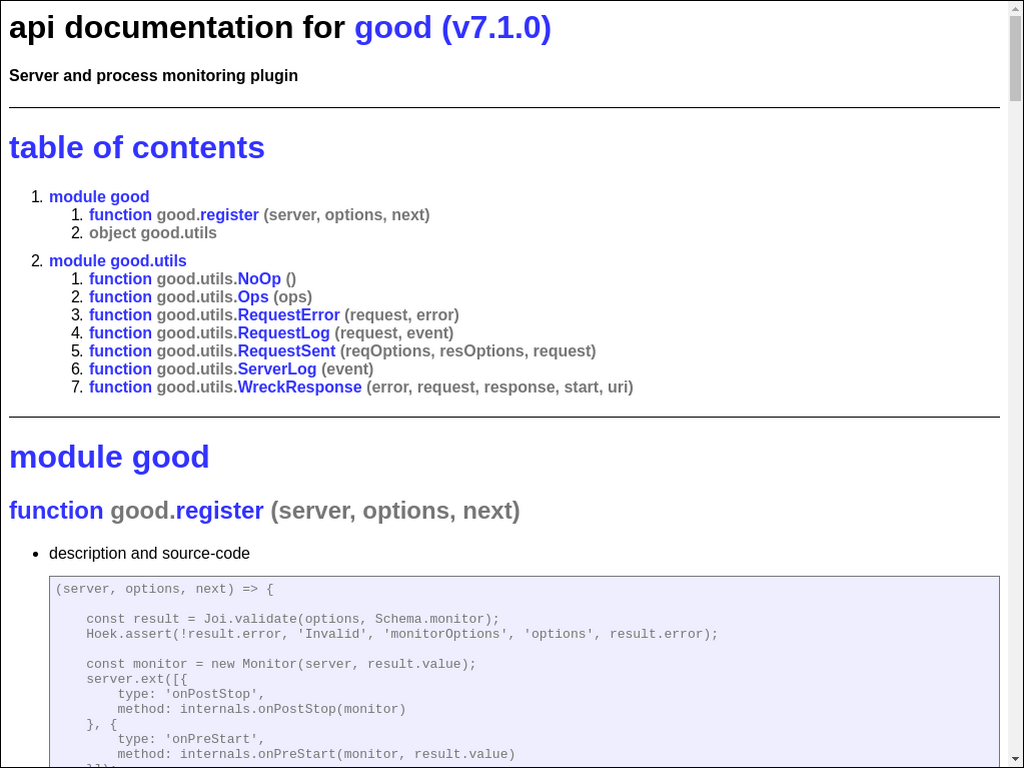 api documentation for good (v7.1.0)
Server and process monitoring plugin
table of contents
1. module good
1. function good.register (server, options, next)
2. object good.utils
2. module good.utils
1. function good.utils.NoOp ()
2. function good.utils.Ops (ops)
3. function good.utils.RequestError (request, error)
4. function good.utils.RequestLog (request, event)
5. function good.utils.RequestSent (reqOptions, resOptions, request)
6. function good.utils.ServerLog (event)
7. function good.utils.WreckResponse (error, request, response, start, uri)
module good
function good.register (server, options, next)
• description and source-code
(server, options, next) => {
    const result = Joi.validate(options, Schema.monitor);
    Hoek.assert(!result.error, 'Invalid', 'monitorOptions', 'options', result.error);
    const monitor = new Monitor(server, result.value);
    server.ext([{
        type: 'onPostStop',
        method: internals.onPostStop(monitor)
    }, {
        type: 'onPreStart',
        method: internals.onPreStart(monitor, result.value)
    }]);